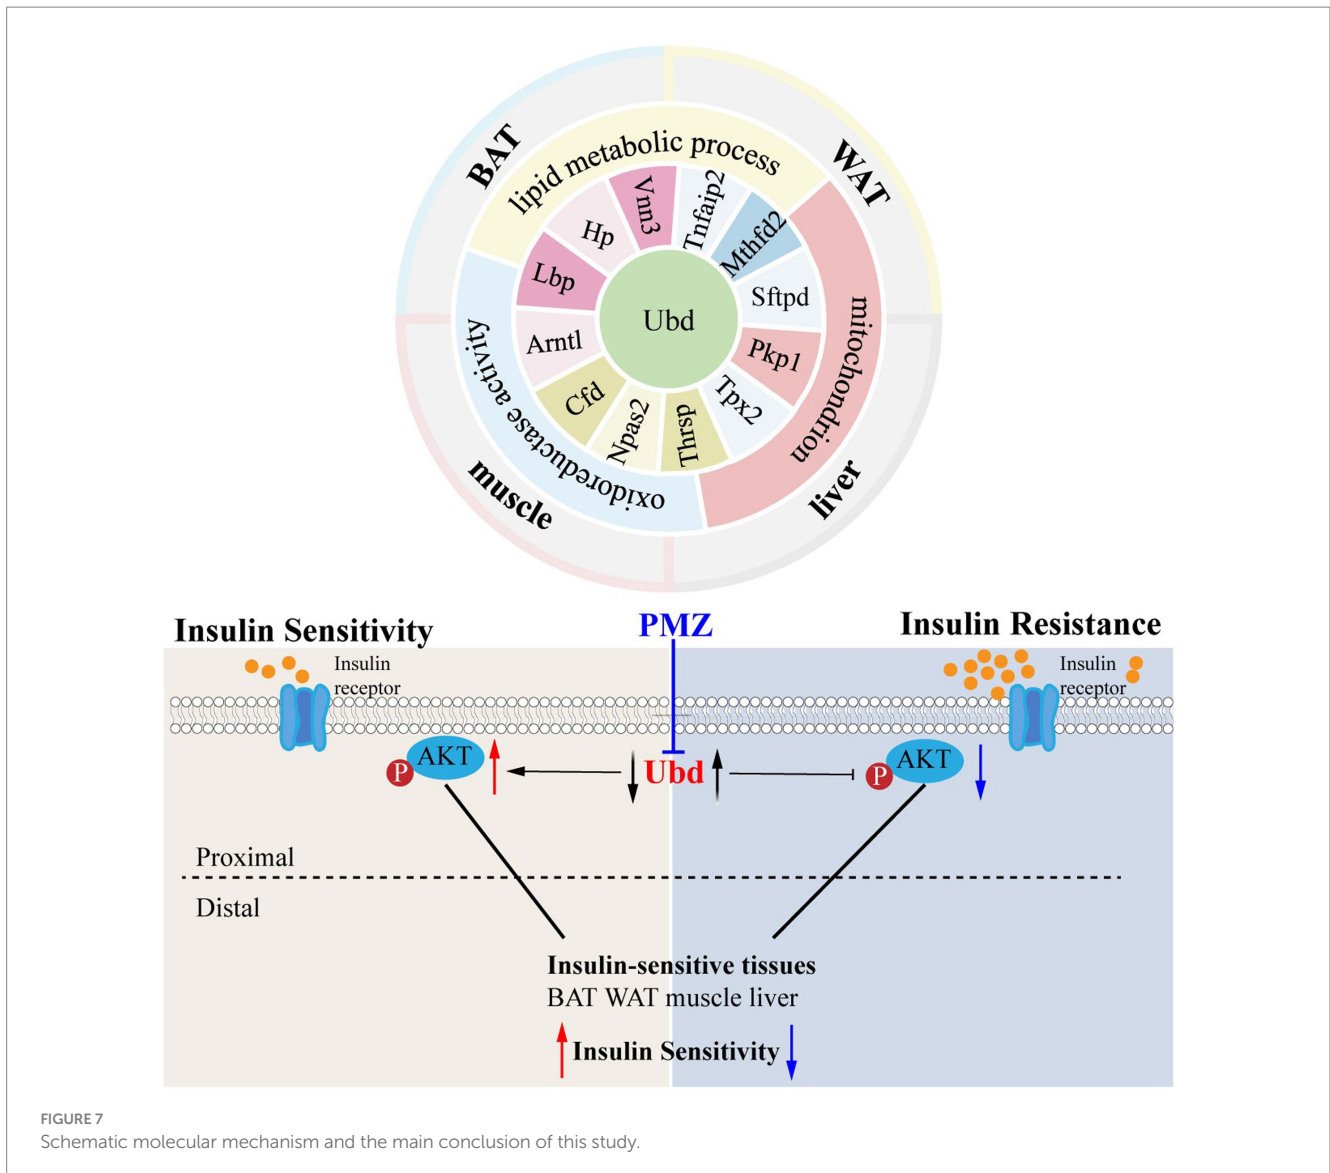 BAT
WAT
lipid metabolic process
mitochondrion
oxidoreductase activity
muscle
liver
Vnn3
Tnfaip2
Mthfd2
Sftpd
Pkp1
Tpx2
Thrsp
Npas2
Cfd
Arntl
Lbp
Hp
Ubd
Insulin Sensitivity
PMZ
Insulin Resistance
Insulin
receptor
Insulin
receptor
AKT
P
Ubd
AKT
P
Proximal
Distal
Insulin-sensitive tissues
BAT WAT muscle liver
Insulin Sensitivity
FIGURE 7
Schematic molecular mechanism and the main conclusion of this study.